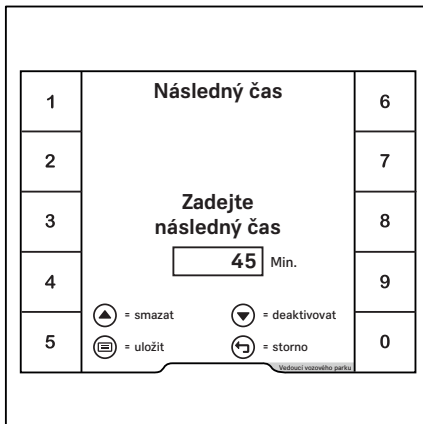 Následný čas
1
2
3
4
5
6
7
8
9
0
Zadejte
následný čas
45 Min.
= smazat
= deaktivovat
= uložit
= storno
Vedoucí vozového parku